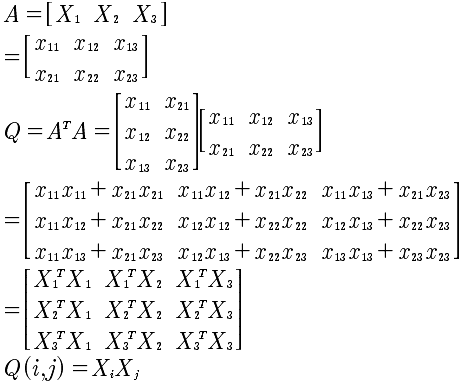 A = [ X₁ X₂ X₃ ]
= [ x₁₁ x₁₂ x₁₃
x₂₁ x₂₂ x₂₃ ]
Q = AᵀA = [ x₁₁ x₂₁
x₁₂ x₂₂
x₁₃ x₂₃ ] [ x₁₁ x₁₂ x₁₃
x₂₁ x₂₂ x₂₃ ]
= [ x₁₁x₁₁ + x₂₁x₂₁ x₁₁x₁₂ + x₂₁x₂₂ x₁₁x₁₃ + x₂₁x₂₃
x₁₁x₁₂ + x₂₁x₂₂ x₁₂x₁₂ + x₂₂x₂₂ x₁₂x₁₃ + x₂₂x₂₃
x₁₁x₁₃ + x₂₁x₂₃ x₁₂x₁₃ + x₂₂x₂₃ x₁₃x₁₃ + x₂₃x₂₃ ]
= [ X₁ᵀX₁ X₁ᵀX₂ X₁ᵀX₃
X₂ᵀX₁ X₂ᵀX₂ X₂ᵀX₃
X₃ᵀX₁ X₃ᵀX₂ X₃ᵀX₃ ]
Q(i,j) = XᵢXⱼ